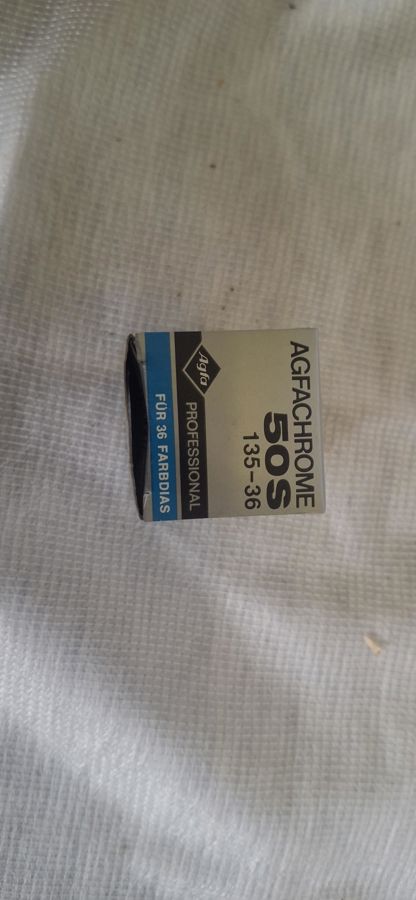 AGFACHROME
50S
135-36
Agfa
PROFESSIONAL
FÜR 36 FARBDIAS